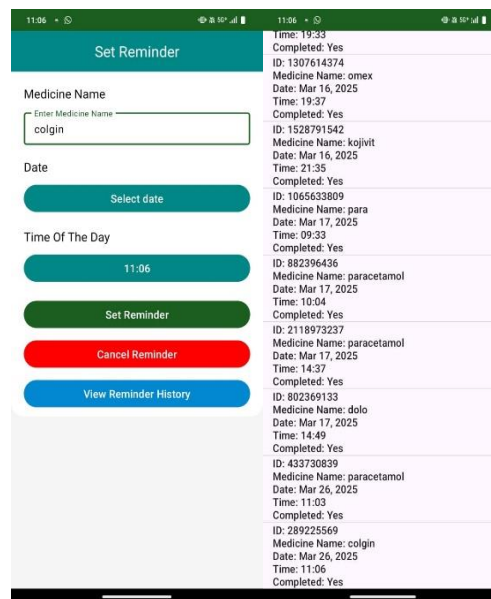 11:06
5G+
Set Reminder
Medicine Name
Enter Medicine Name
colgin
Date
Select date
Time Of The Day
11:06
Set Reminder
Cancel Reminder
View Reminder History
11:06
5G+
Time: 19:33
Completed: Yes
ID: 1307614374
Medicine Name: omex
Date: Mar 16, 2025
Time: 19:37
Completed: Yes
ID: 1528791542
Medicine Name: kojivit
Date: Mar 16, 2025
Time: 21:35
Completed: Yes
ID: 1065633809
Medicine Name: para
Date: Mar 17, 2025
Time: 09:33
Completed: Yes
ID: 882396436
Medicine Name: paracetamol
Date: Mar 17, 2025
Time: 10:04
Completed: Yes
ID: 2118973237
Medicine Name: paracetamol
Date: Mar 17, 2025
Time: 14:37
Completed: Yes
ID: 802369133
Medicine Name: dolo
Date: Mar 17, 2025
Time: 14:49
Completed: Yes
ID: 433730839
Medicine Name: paracetamol
Date: Mar 26, 2025
Time: 11:03
Completed: Yes
ID: 289225569
Medicine Name: colgin
Date: Mar 26, 2025
Time: 11:06
Completed: Yes